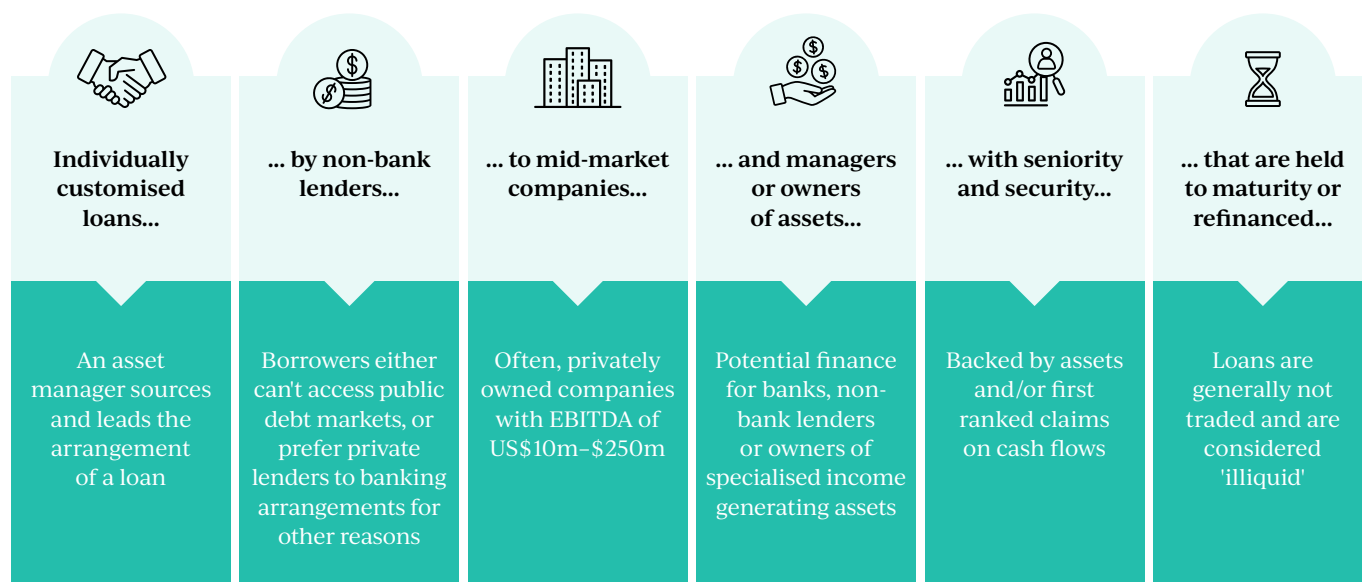 Individually
customised
loans...
... by non-bank
lenders...
... to mid-market
companies...
... and managers
or owners
of assets...
... with seniority
and security...
... that are held
to maturity or
refinanced...
An asset
manager sources
and leads the
arrangement
of a loan
Borrowers either
can't access public
debt markets, or
prefer private
lenders to banking
arrangements for
other reasons
Often, privately
owned companies
with EBITDA of
US$10m–$250m
Potential finance
for banks, non-
bank lenders
or owners of
specialised income
generating assets
Backed by assets
and/or first
ranked claims
on cash flows
Loans are
generally not
traded and are
considered
'illiquid'